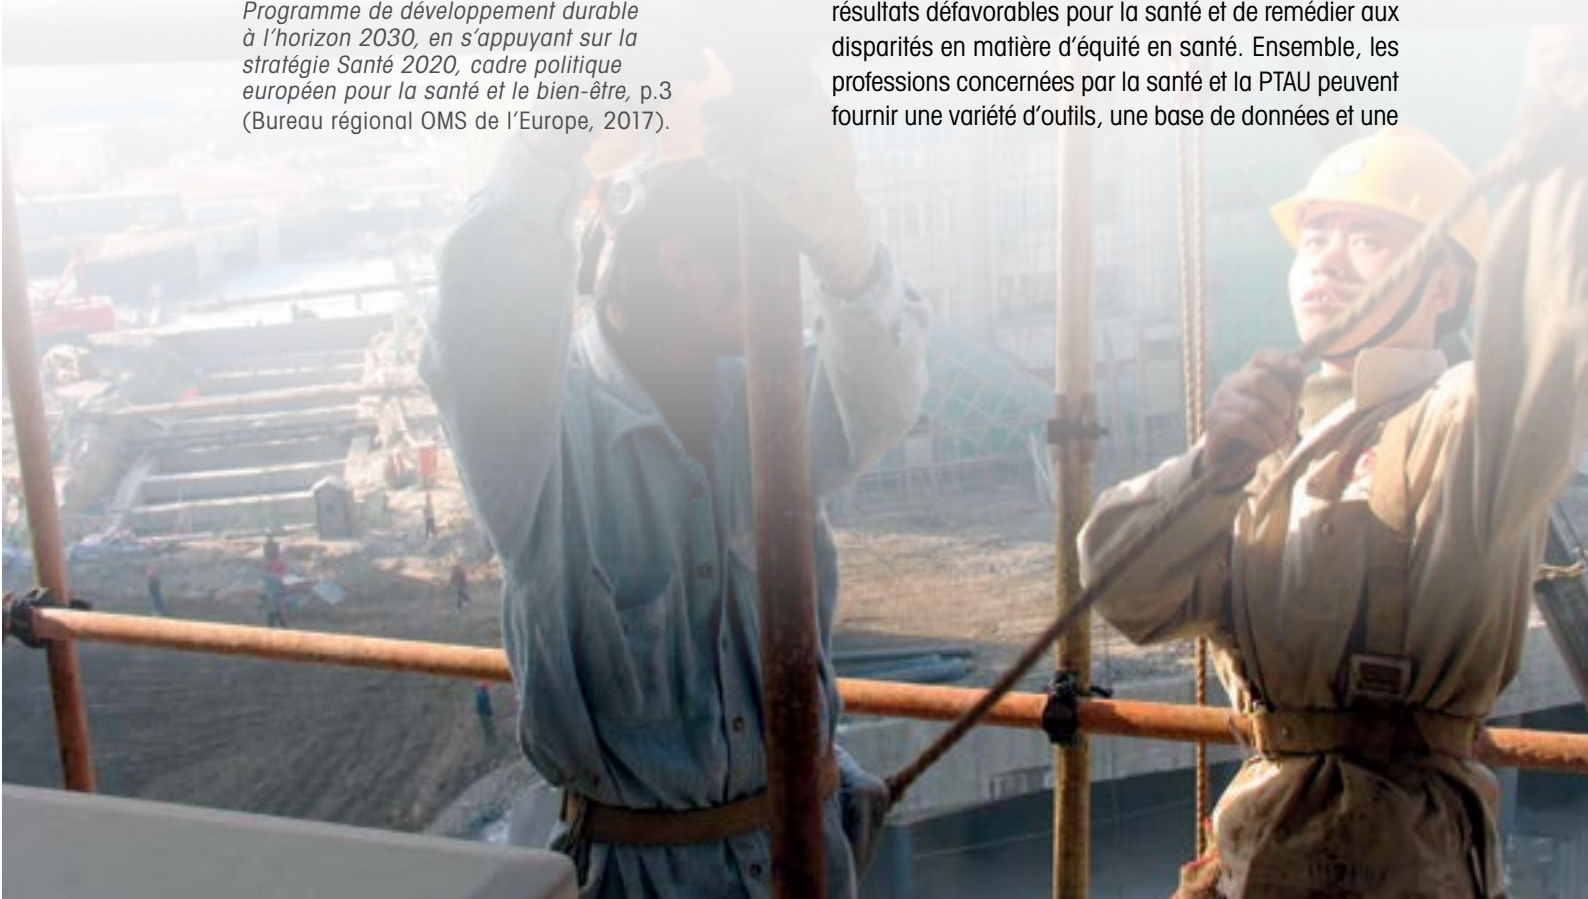 Programme de développement durable
à l’horizon 2030, en s’appuyant sur la
stratégie Santé 2020, cadre politique
européen pour la santé et le bien-être, p.3
(Bureau régional OMS de l’Europe, 2017).
résultats défavorables pour la santé et de remédier aux
disparités en matière d’équité en santé. Ensemble, les
professions concernées par la santé et la PTAU peuvent
fournir une variété d’outils, une base de données et une